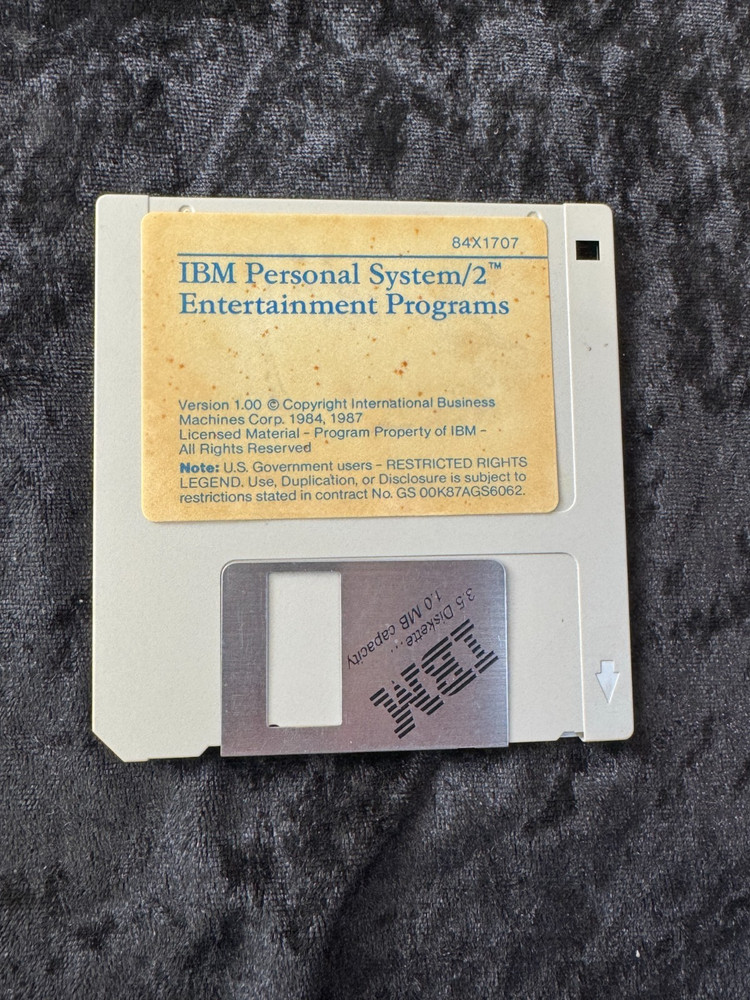 84X1707
IBM Personal System/2™
Entertainment Programs
Version 1.00 © Copyright International Business
Machines Corp. 1984, 1987
Licensed Material - Program Property of IBM -
All Rights Reserved
Note: U.S. Government users - RESTRICTED RIGHTS
LEGEND. Use, Duplication, or Disclosure is subject to
restrictions stated in contract No. GS 00K87AGS6062.
IBM
3.5 Diskette...
1.0 MB capacity